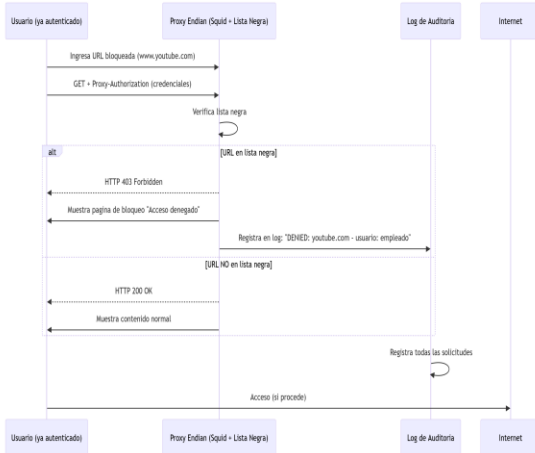 Usuario (ya autenticado)
Proxy Endian (Squid + Lista Negra)
Log de Auditoria
Internet
Ingresa URL bloqueada (www.youtube.com)
GET + Proxy-Authorization (credenciales)
Verifica lista negra
alt
[URL en lista negra]
HTTP 403 Forbidden
Muestra pagina de bloqueo "Acceso denegado"
Registra en log: "DENIED: youtube.com - usuario: empleado"
[URL NO en lista negra]
HTTP 200 OK
Muestra contenido normal
Registra todas las solicitudes
Acceso (si procede)
Usuario (ya autenticado)
Proxy Endian (Squid + Lista Negra)
Log de Auditoria
Internet